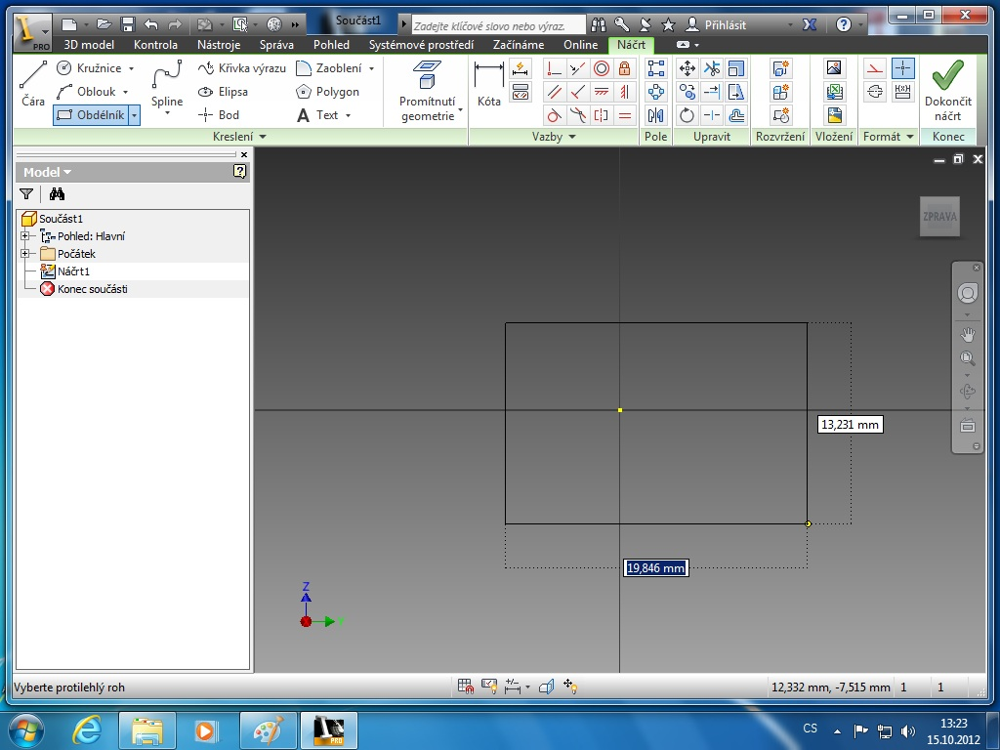 PRO
Součást1
Zadejte klíčové slovo nebo výraz.
Přihlásit
3D model Kontrola Nástroje Správa Pohled Systémové prostředí Začínáme Online Náčrt
Čára
Kružnice
Oblouk
Obdélník
Spline
Křivka výrazu
Elipsa
Bod
Zaoblení
Polygon
A Text
Promítnutí
geometrie
Kóta
Dokončit
náčrt
Kreslení Vazby Pole Upravit Rozvržení Vložení Formát Konec
Model
Součást1
Pohled: Hlavní
Počátek
Náčrt1
Konec součásti
ZPRAVA
13,231 mm
19,846 mm
Z
Vyberte protilehlý roh
12,332 mm, -7,515 mm 1 1
PRO
CS
13:23
15.10.2012